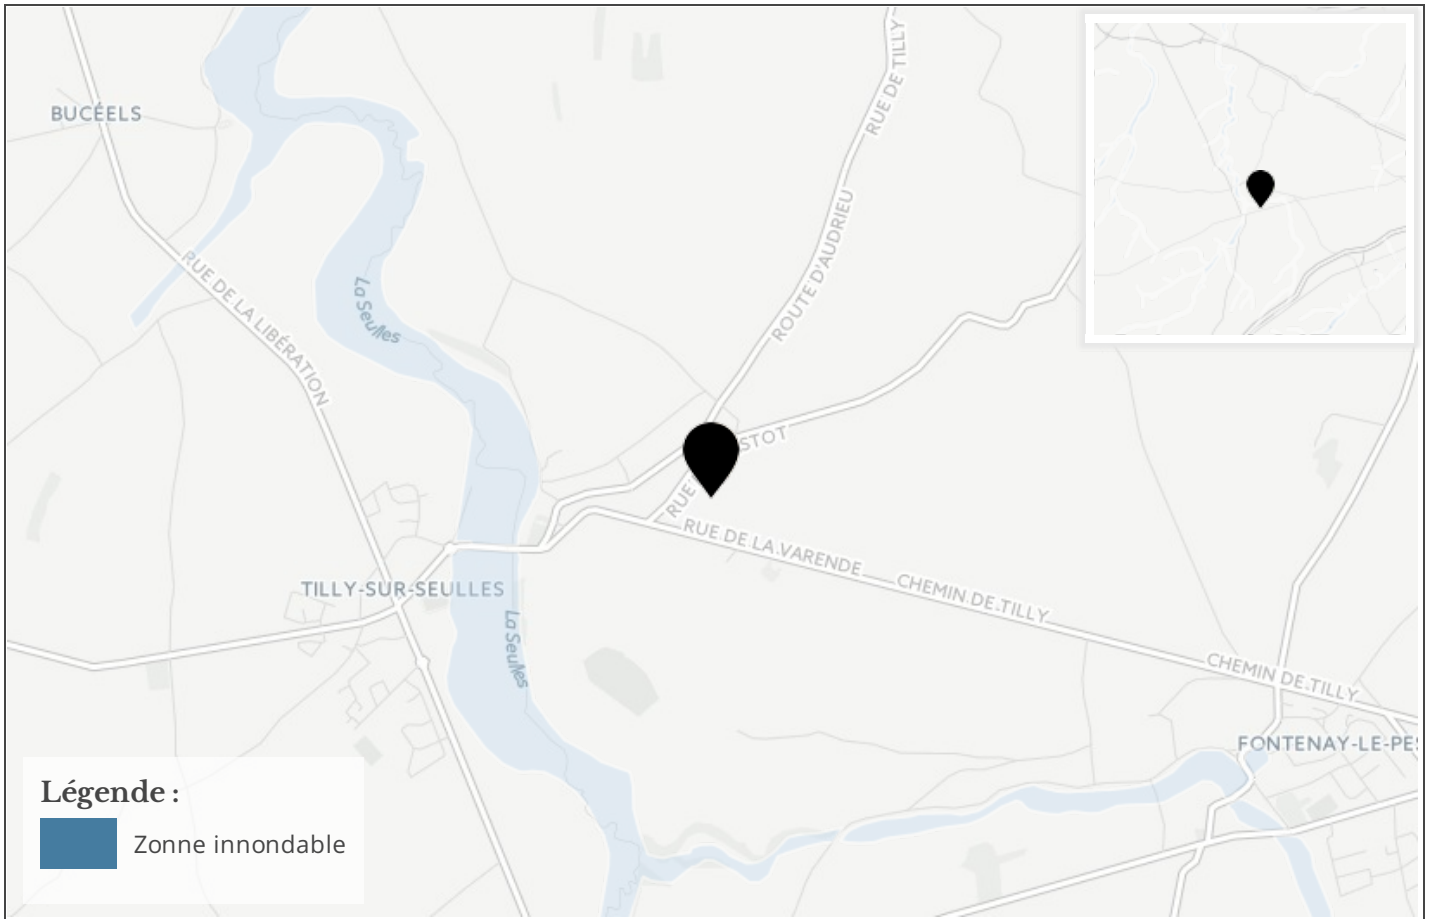 RUE DE TILLY
BUCÉELS
ROUTE D'AUDRIEU
RUE DE LA LIBÉRATION
La Seulles
STOT
RUE
RUE DE LA VARENDE
CHEMIN DE TILLY
TILLY-SUR-SEULLES
La Seulles
CHEMIN DE TILLY
FONTENAY-LE-PES
Légende :
Zonne innondable